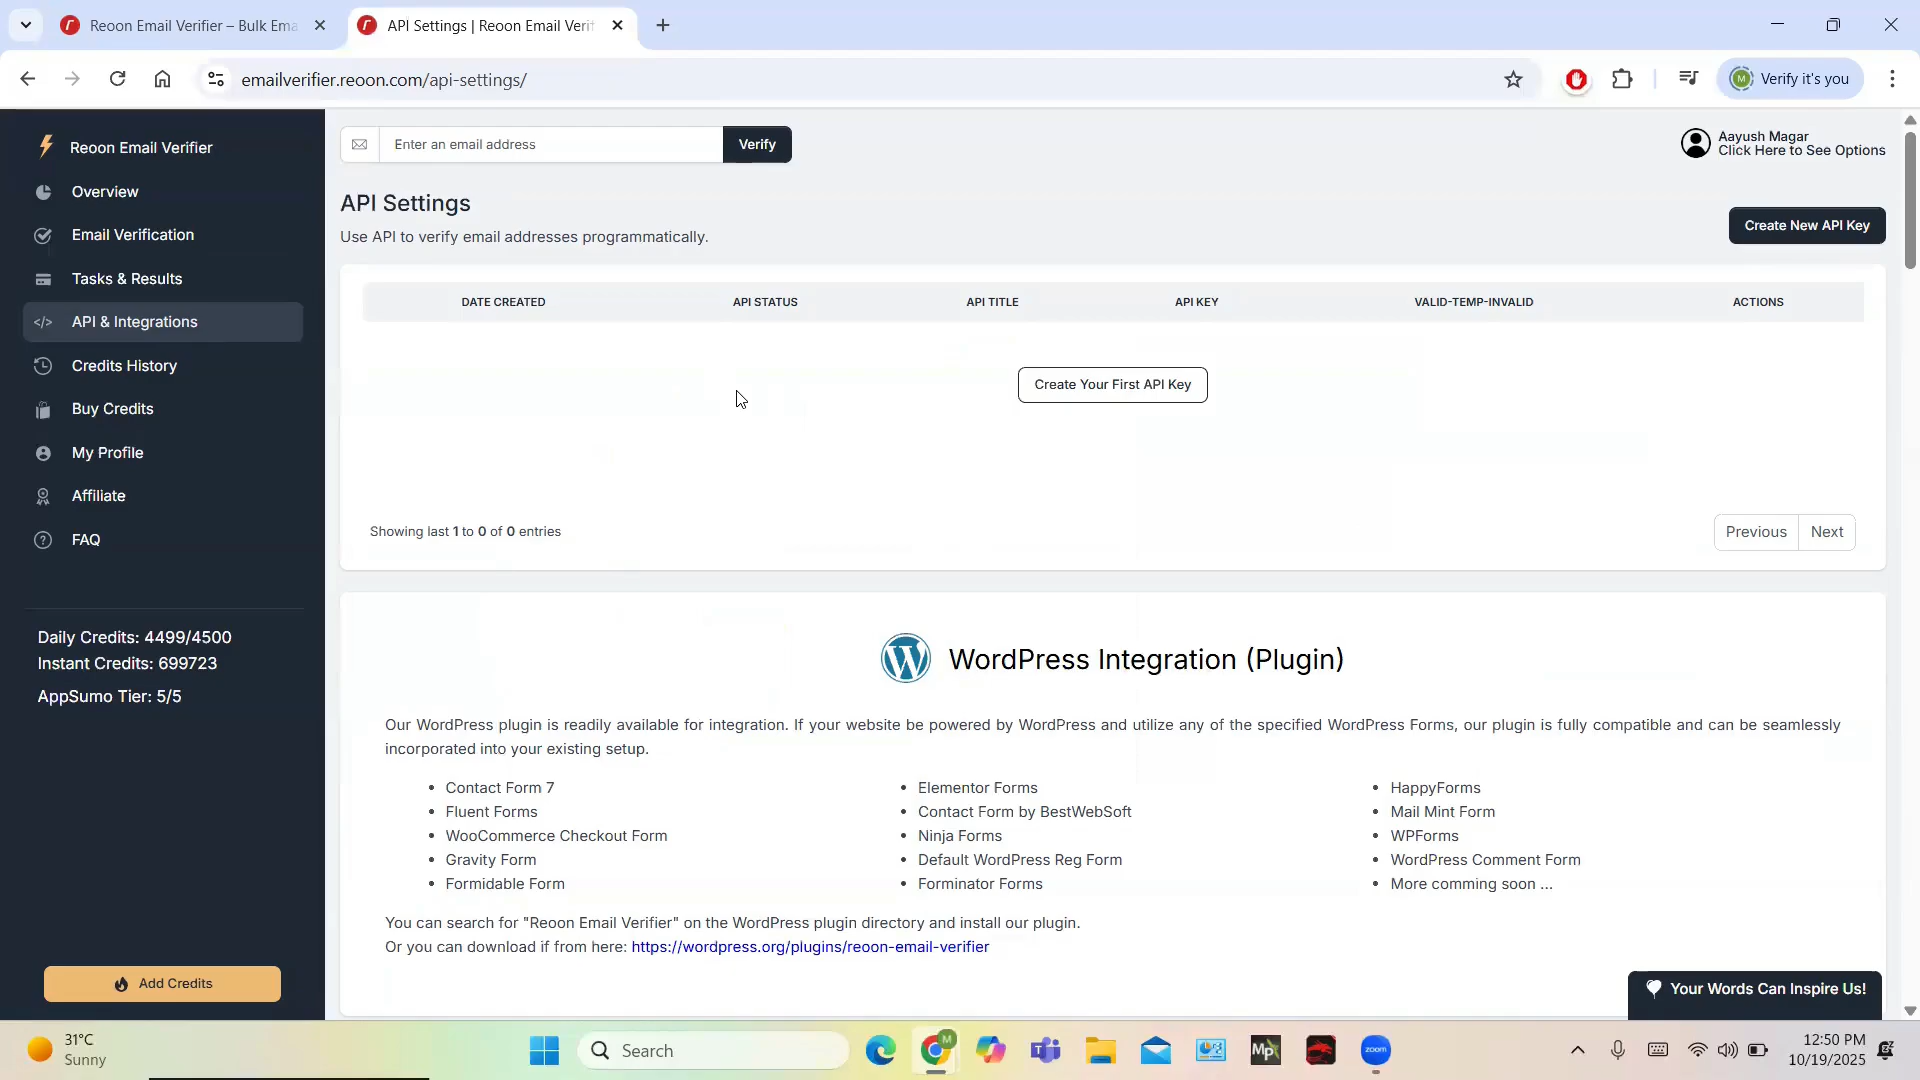 Reoon Email Verifier – Bulk Ema
API Settings | Reoon Email Verif
emailverifier.reoon.com/api-settings/
Verify it's you
Reoon Email Verifier
Overview
Email Verification
Tasks & Results
API & Integrations
Credits History
Buy Credits
My Profile
Affiliate
FAQ
Daily Credits: 4499/4500
Instant Credits: 699723
AppSumo Tier: 5/5
Add Credits
Enter an email address
Verify
Aayush Magar
Click Here to See Options
API Settings
Use API to verify email addresses programmatically.
Create New API Key
DATE CREATED API STATUS API TITLE API KEY VALID-TEMP-INVALID ACTIONS
Create Your First API Key
Showing last 1 to 0 of 0 entries
Previous Next
WordPress Integration (Plugin)
Our WordPress plugin is readily available for integration. If your website be powered by WordPress and utilize any of the specified WordPress Forms, our plugin is fully compatible and can be seamlessly
incorporated into your existing setup.
Contact Form 7
Fluent Forms
WooCommerce Checkout Form
Gravity Form
Formidable Form
Elementor Forms
Contact Form by BestWebSoft
Ninja Forms
Default WordPress Reg Form
Forminator Forms
HappyForms
Mail Mint Form
WPForms
WordPress Comment Form
More comming soon ...
You can search for "Reoon Email Verifier" on the WordPress plugin directory and install our plugin.
Or you can download if from here: https://wordpress.org/plugins/reoon-email-verifier
Your Words Can Inspire Us!
31°C
Sunny
Search
Mp
zoom
12:50 PM
10/19/2025